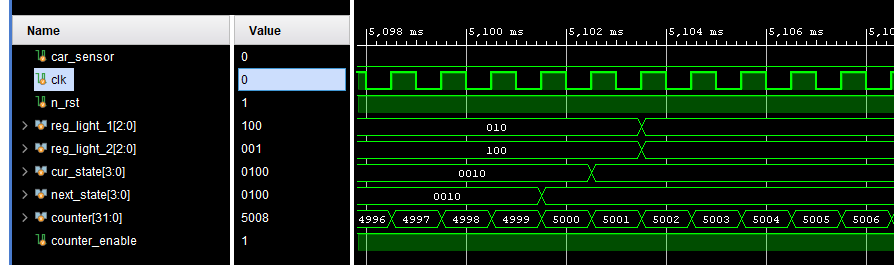 Name Value 5,098 ms 5,100 ms 5,102 ms 5,104 ms 5,106 ms 5,10
car_sensor 0
clk 0
n_rst 1
reg_light_1[2:0] 100 010
reg_light_2[2:0] 001 100
cur_state[3:0] 0100 0010
next_state[3:0] 0100 0010
counter[31:0] 5008 4996 4997 4998 4999 5000 5001 5002 5003 5004 5005 5006
counter_enable 1